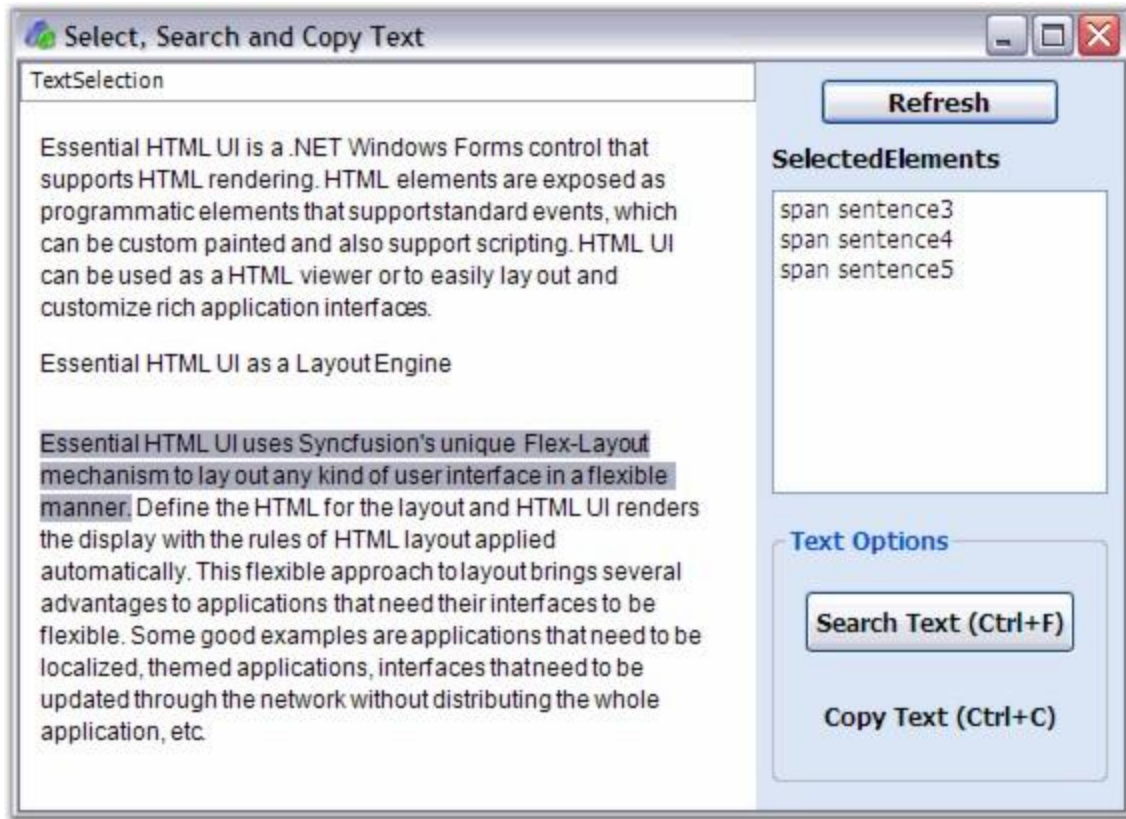 Select, Search and Copy Text
TextSelection
Essential HTML UI is a .NET Windows Forms control that
supports HTML rendering. HTML elements are exposed as
programmatic elements that support standard events, which
can be custom painted and also support scripting. HTML UI
can be used as a HTML viewer or to easily lay out and
customize rich application interfaces.
Essential HTML UI as a Layout Engine
Essential HTML UI uses Syncfusion's unique Flex-Layout
mechanism to lay out any kind of user interface in a flexible
manner. Define the HTML for the layout and HTML UI renders
the display with the rules of HTML layout applied
automatically. This flexible approach to layout brings several
advantages to applications that need their interfaces to be
flexible. Some good examples are applications that need to be
localized, themed applications, interfaces that need to be
updated through the network without distributing the whole
application, etc.
Refresh
SelectedElements
span sentence3
span sentence4
span sentence5
Text Options
Search Text (Ctrl+F)
Copy Text (Ctrl+C)